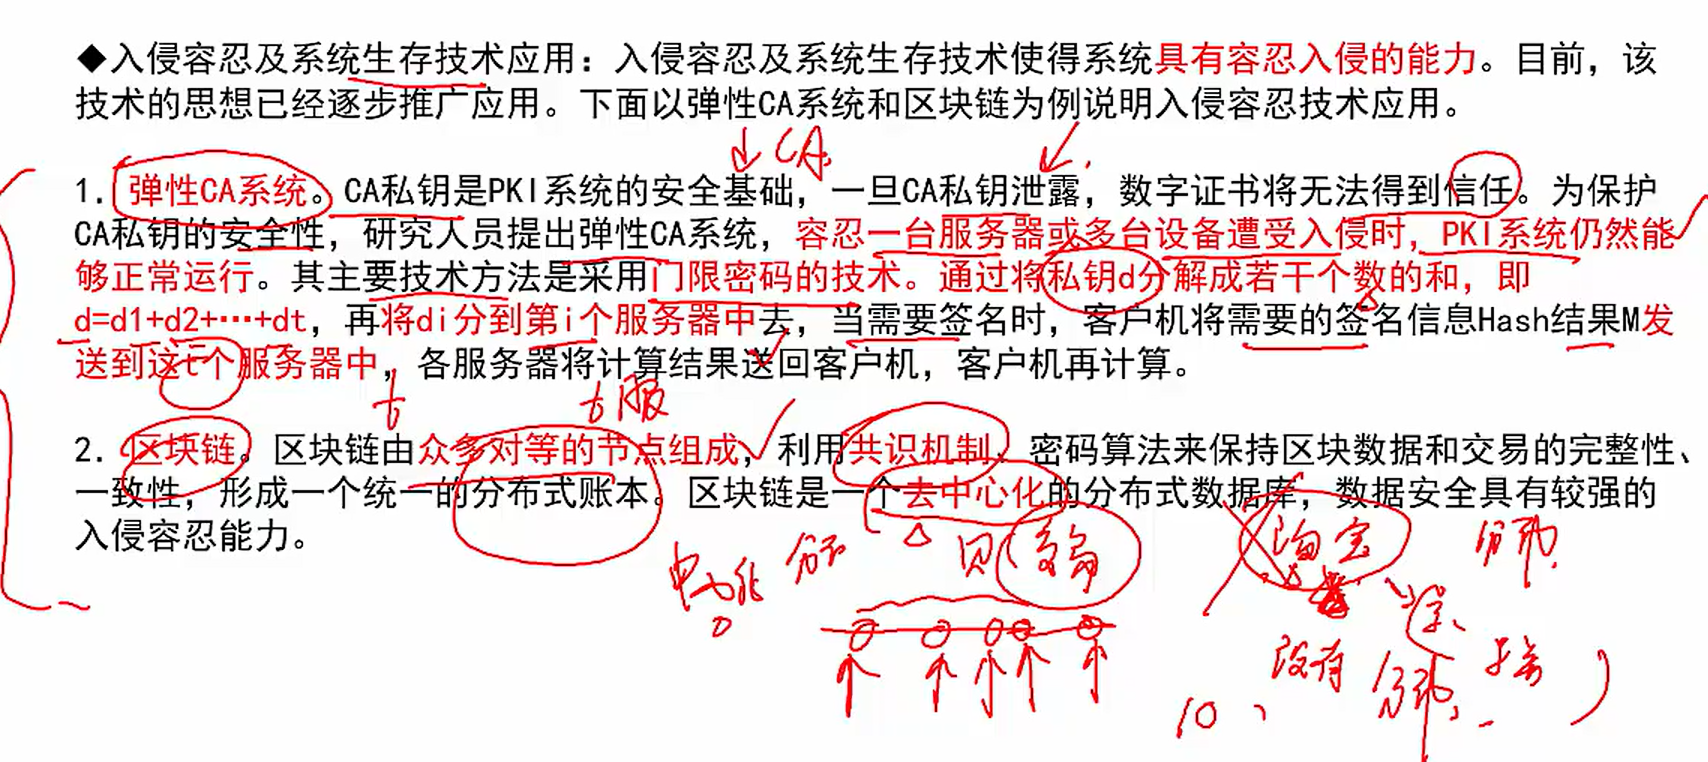 ◆入侵容忍及系统生存技术应用：入侵容忍及系统生存技术使得系统具有容忍入侵的能力。目前，该
技术的思想已经逐步推广应用。下面以弹性CA系统和区块链为例说明入侵容忍技术应用。
CA
1. 弹性CA系统。CA私钥是PKI系统的安全基础，一旦CA私钥泄露，数字证书将无法得到信任。为保护
CA私钥的安全性，研究人员提出弹性CA系统，容忍一台服务器或多台设备遭受入侵时，PKI系统仍然能
够正常运行。其主要技术方法是采用门限密码的技术。通过将私钥d分解成若干个数的和，即
d=d1+d2+…+dt，再将di分到第i个服务器中去，当需要签名时，客户机将需要的签名信息Hash结果M发
送到这t个服务器中，各服务器将计算结果送回客户机，客户机再计算。
t t服
2. 区块链。区块链由众多对等的节点组成，利用共识机制、密码算法来保持区块数据和交易的完整性、
一致性，形成一个统一的分布式账本。区块链是一个去中心化的分布式数据库，数据安全具有较强的
入侵容忍能力。
淘宝
没有
10、